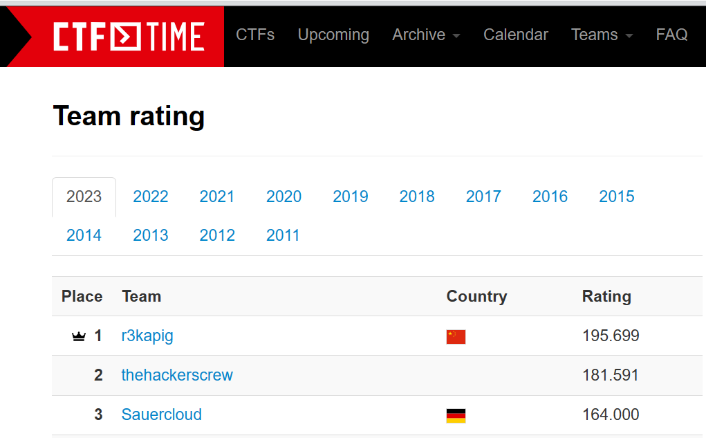 CTF TIME CTFs Upcoming Archive Calendar Teams FAQ
Team rating
2023 2022 2021 2020 2019 2018 2017 2016 2015
2014 2013 2012 2011
Place Team Country Rating
1 r3kapig 195.699
2 thehackerscrew 181.591
3 Sauercloud 164.000